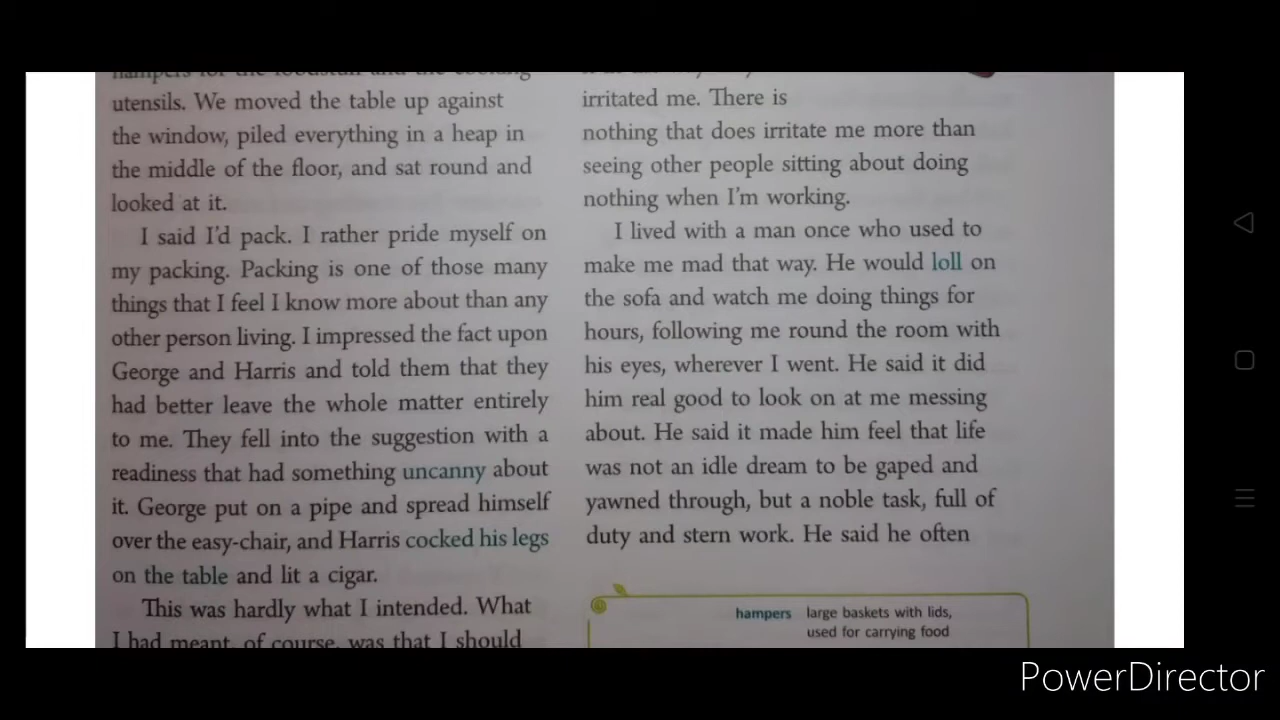 hampers for the foodstuff and the cooking
utensils. We moved the table up against
the window, piled everything in a heap in
the middle of the floor, and sat round and
looked at it.
I said I'd pack. I rather pride myself on
my packing. Packing is one of those many
things that I feel I know more about than any
other person living. I impressed the fact upon
George and Harris and told them that they
had better leave the whole matter entirely
to me. They fell into the suggestion with a
readiness that had something uncanny about
it. George put on a pipe and spread himself
over the easy-chair, and Harris cocked his legs
on the table and lit a cigar.
This was hardly what I intended. What
I had meant, of course, was that I should
irritated me. There is
nothing that does irritate me more than
seeing other people sitting about doing
nothing when I'm working.
I lived with a man once who used to
make me mad that way. He would loll on
the sofa and watch me doing things for
hours, following me round the room with
his eyes, wherever I went. He said it did
him real good to look on at me messing
about. He said it made him feel that life
was not an idle dream to be gaped and
yawned through, but a noble task, full of
duty and stern work. He said he often
hampers large baskets with lids,
used for carrying food
PowerDirector